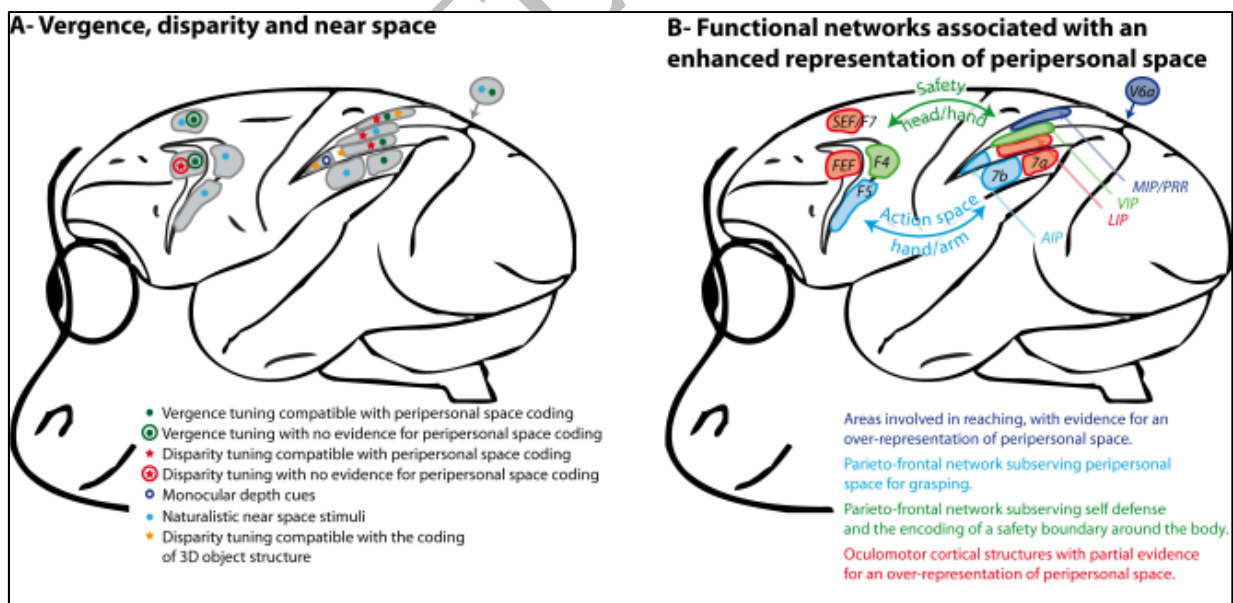 A- Vergence, disparity and near space
• Vergence tuning compatible with peripersonal space coding
Vergence tuning with no evidence for peripersonal space coding
★ Disparity tuning compatible with peripersonal space coding
Disparity tuning with no evidence for peripersonal space coding
Monocular depth cues
• Naturalistic near space stimuli
★ Disparity tuning compatible with the coding
of 3D object structure
B- Functional networks associated with an
enhanced representation of peripersonal space
Safety
head/hand
V6a
SEF/F7
FEF
F4
F5
7a
7b
MIP/PRR
VIP
LIP
AIP
Action space
hand/arm
Areas involved in reaching, with evidence for an
over-representation of peripersonal space.
Parieto-frontal network subserving peripersonal
space for grasping.
Parieto-frontal network subserving self defense
and the encoding of a safety boundary around the body.
Oculomotor cortical structures with partial evidence
for an over-representation of peripersonal space.